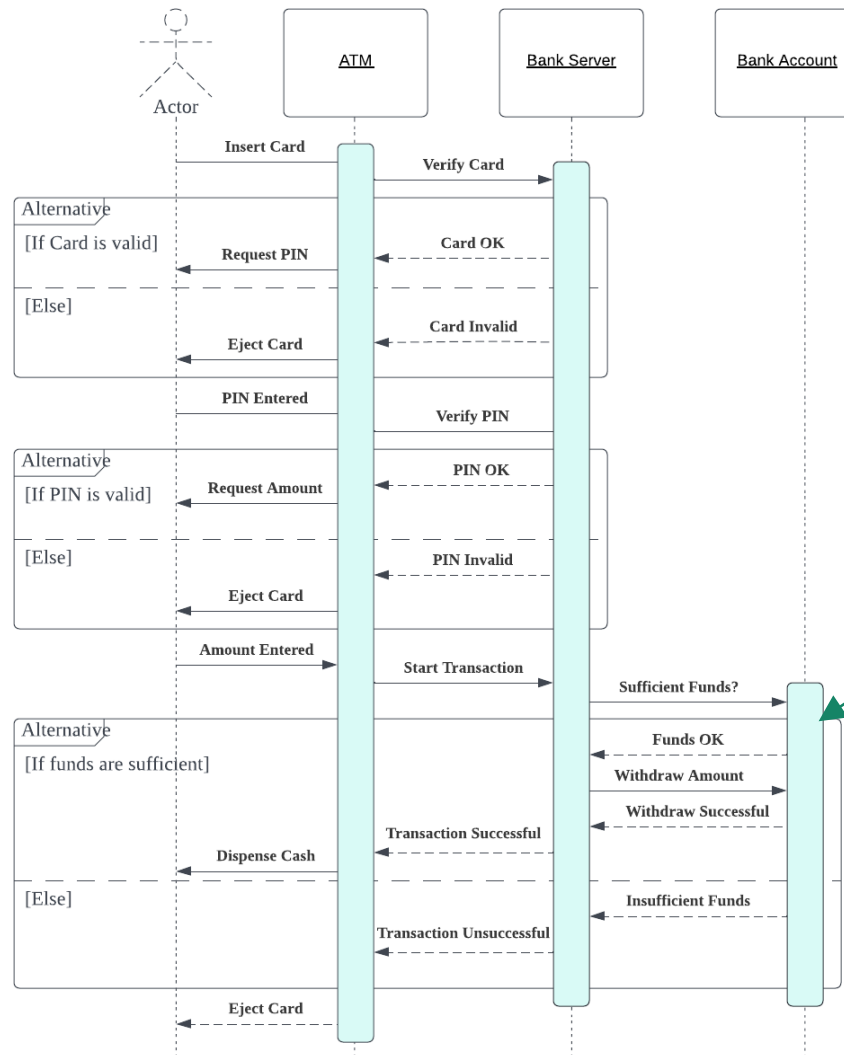 ATM
Bank Server
Bank Account
Actor
Insert Card
Verify Card
Alternative
[If Card is valid]
Card OK
Request PIN
[Else]
Card Invalid
Eject Card
PIN Entered
Verify PIN
Alternative
PIN OK
[If PIN is valid]
Request Amount
[Else]
PIN Invalid
Eject Card
Amount Entered
Start Transaction
Sufficient Funds?
Alternative
Funds OK
[If funds are sufficient]
Withdraw Amount
Withdraw Successful
Transaction Successful
Dispense Cash
[Else]
Insufficient Funds
Transaction Unsuccessful
Eject Card